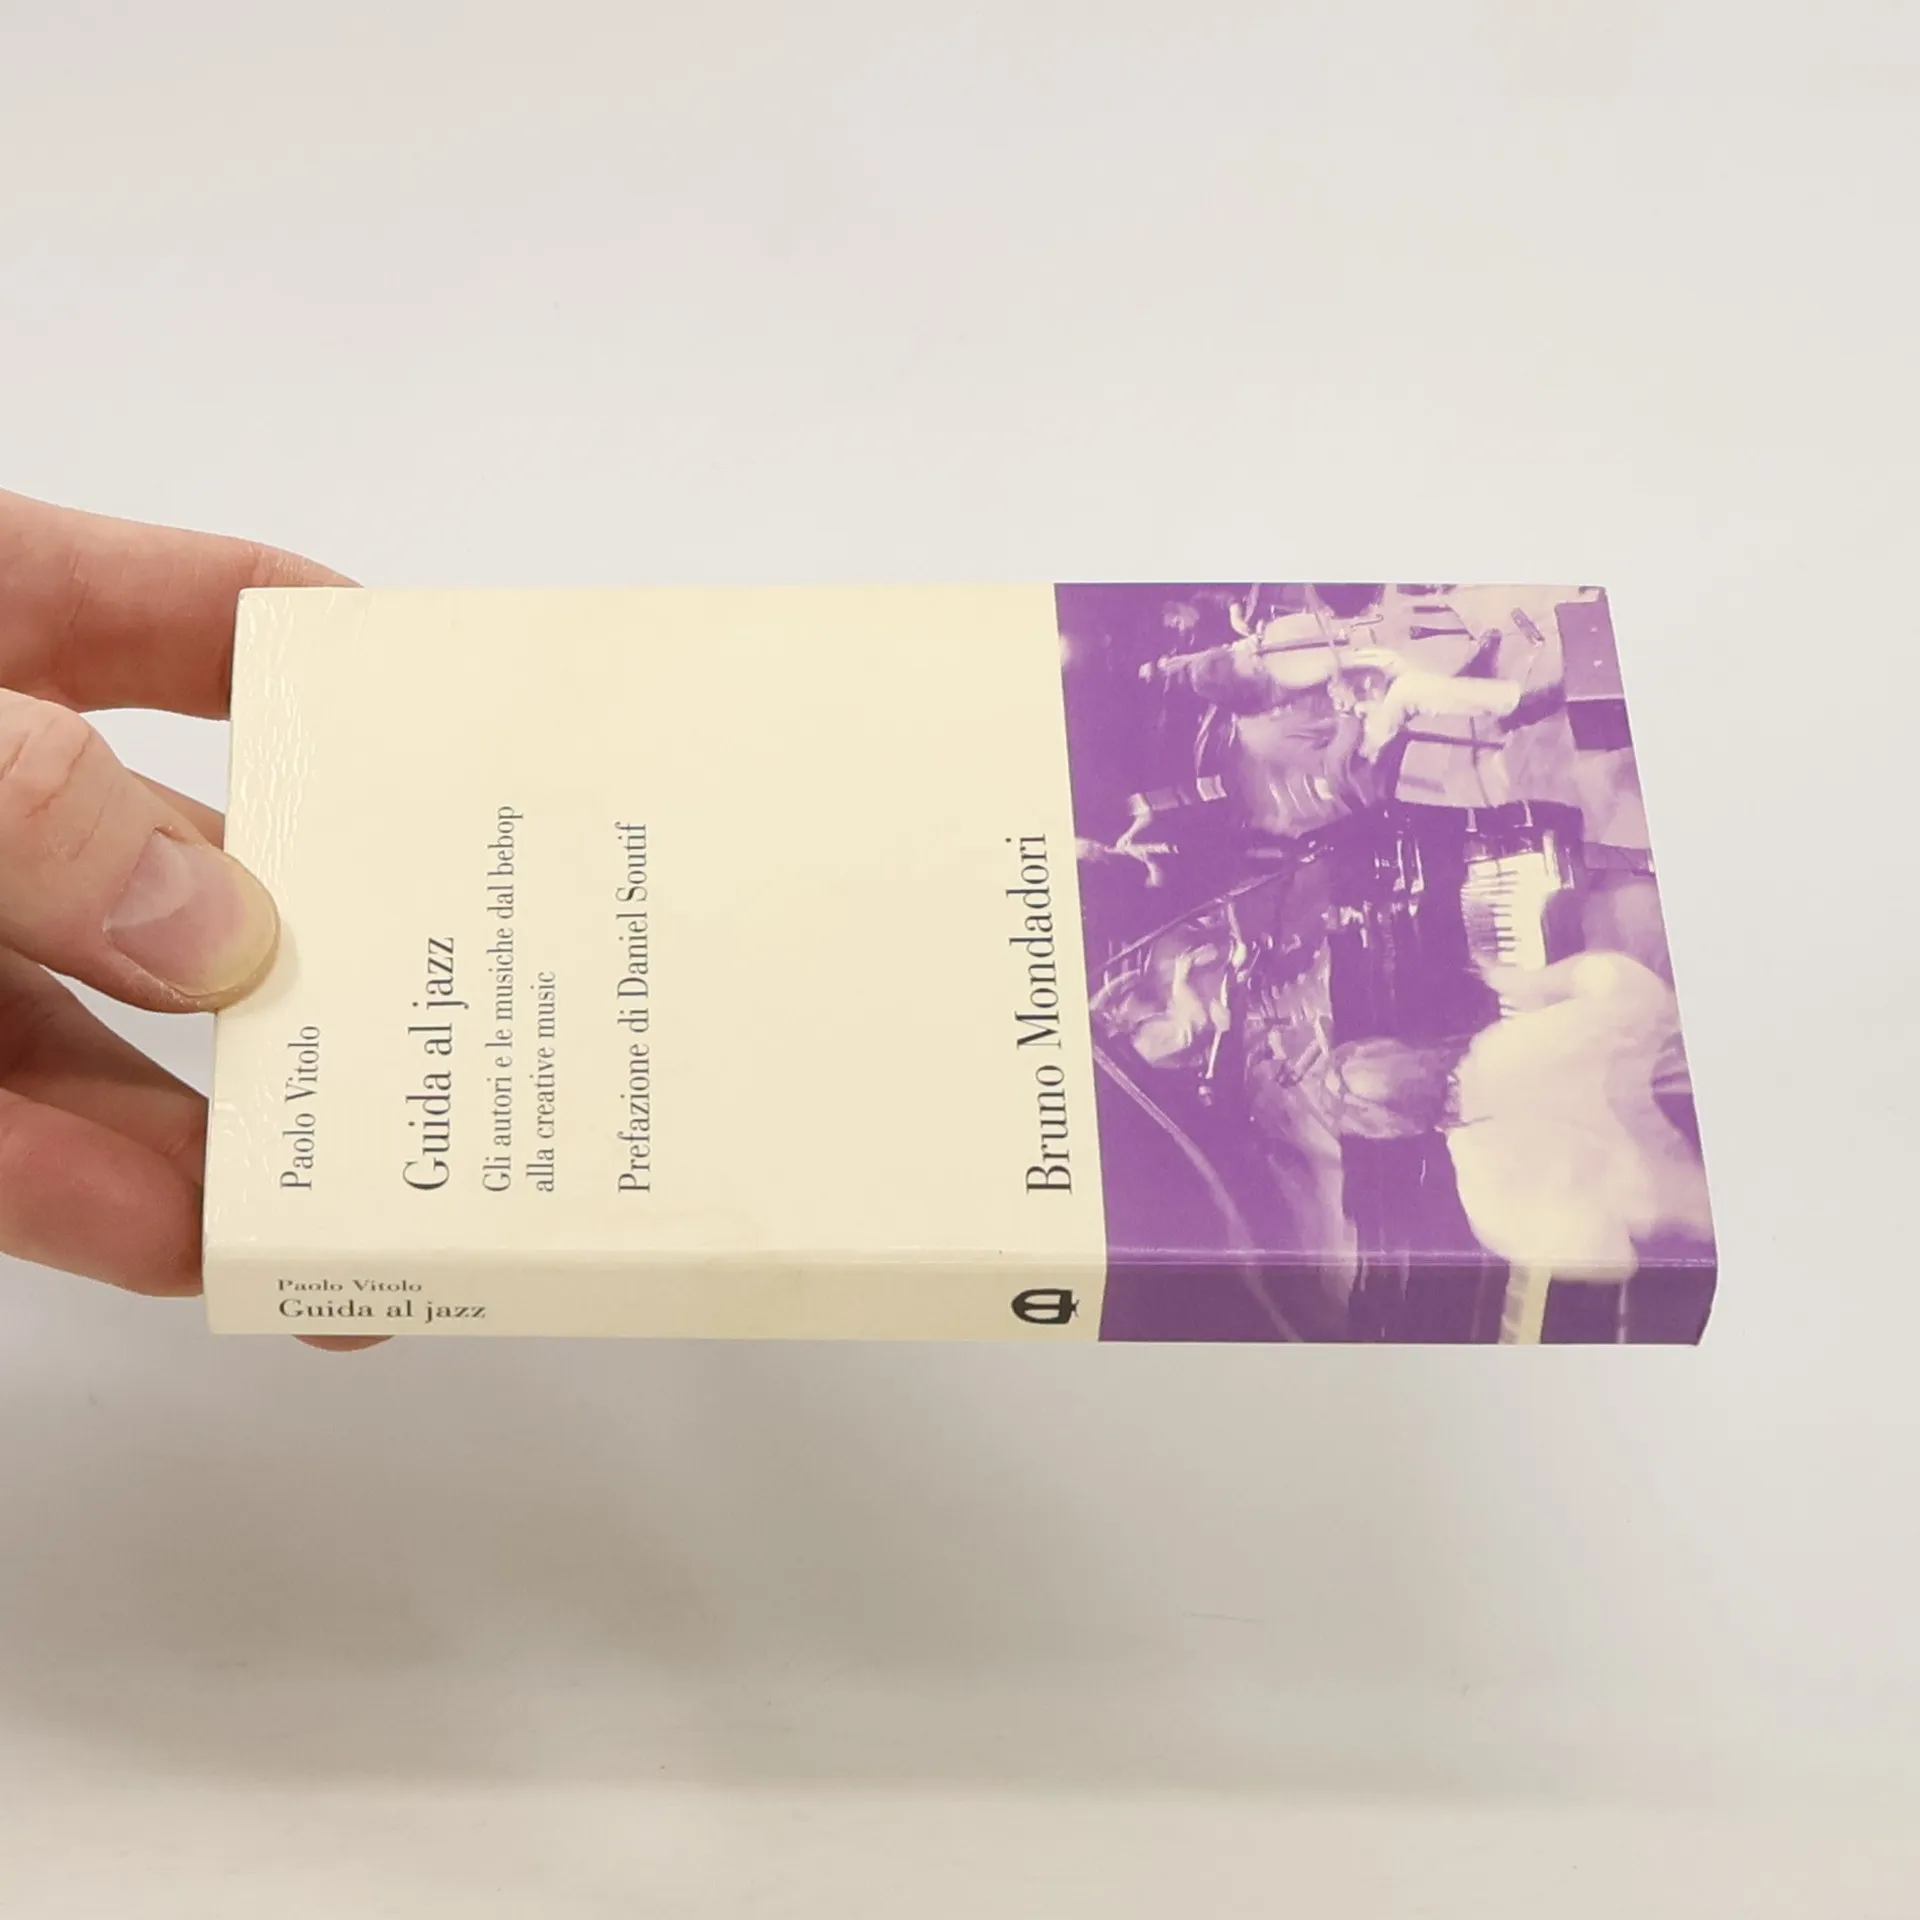 Paolo Vitolo
Guida al jazz
Gli autori e le musiche dal bebop
alla creative music
Prefazione di Daniel Soutif
Bruno Mondadori
Paolo Vitolo
Guida al jazz